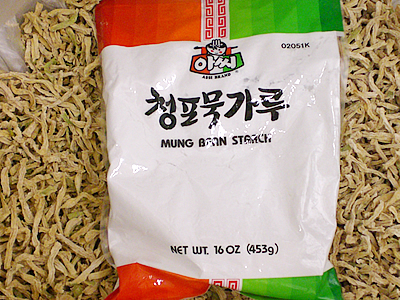 02051K
아씨
ASSI BRAND
청포묵가루
MUNG BEAN STARCH
NET WT. 16 OZ (453g)